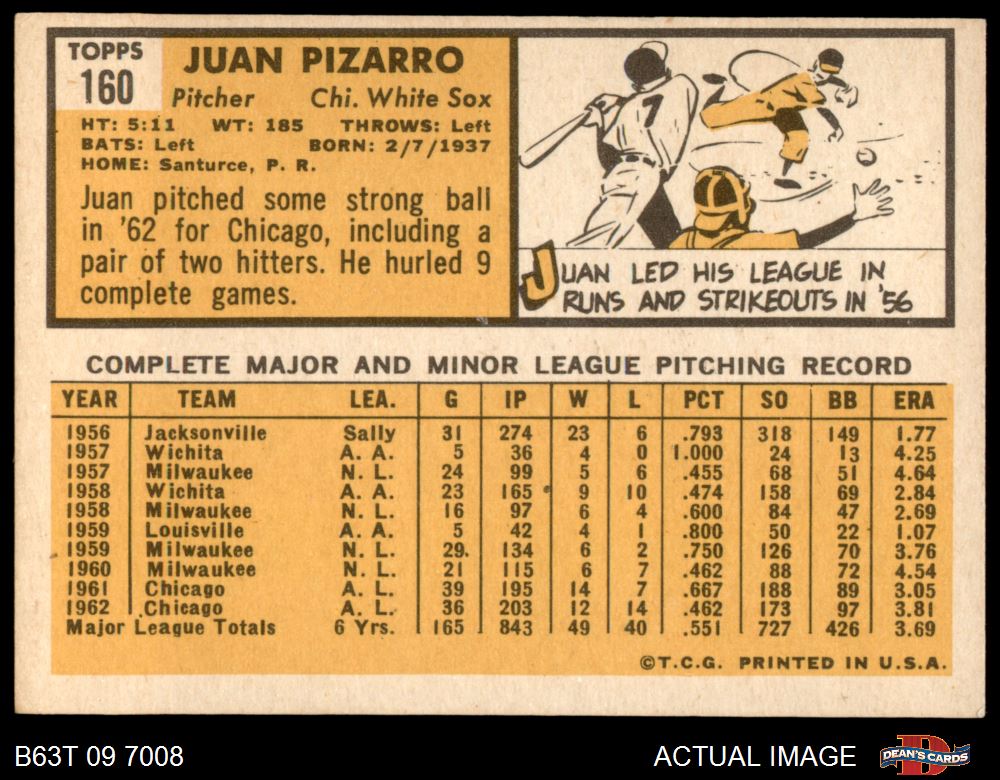 TOPPS
160
JUAN PIZARRO
Pitcher Chi. White Sox
HT: 5:11 WT: 185 THROWS: Left
BATS: Left BORN: 2/7/1937
HOME: Santurce, P. R.
Juan pitched some strong ball
in '62 for Chicago, including a
pair of two hitters. He hurled 9
complete games.
7
JUAN LED HIS LEAGUE IN
RUNS AND STRIKEOUTS IN '56
COMPLETE MAJOR AND MINOR LEAGUE PITCHING RECORD
YEAR TEAM LEA. G IP W L PCT SO BB ERA
1956 Jacksonville Sally 31 274 23 6 .793 318 149 1.77
1957 Wichita A. A. 5 36 4 0 1.000 24 13 4.25
1957 Milwaukee N. L. 24 99 5 6 .455 68 51 4.64
1958 Wichita A. A. 23 165 9 10 .474 158 69 2.84
1958 Milwaukee N. L. 16 97 6 4 .600 84 47 2.69
1959 Louisville A. A. 5 42 4 1 .800 50 22 1.07
1959 Milwaukee N. L. 29 134 6 2 .750 126 70 3.76
1960 Milwaukee N. L. 21 115 6 7 .462 88 72 4.54
1961 Chicago A. L. 39 195 14 7 .667 188 89 3.05
1962 Chicago A. L. 36 203 12 14 .462 173 97 3.81
Major League Totals 6 Yrs. 165 843 49 40 .551 727 426 3.69
©T.C.G. PRINTED IN U.S.A.
B63T 09 7008 ACTUAL IMAGE DEAN'S CARDS